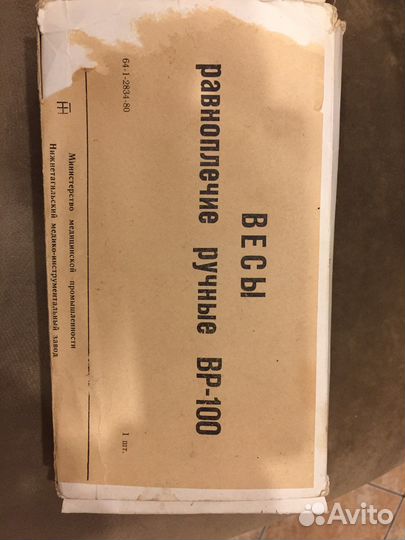 64-1-2834-80
Министерство медицинской промышленности
Нижнетагильский медико-инструментальный завод
ВЕСЫ
равноплечие ручные ВР-100
1 шт.
Avito